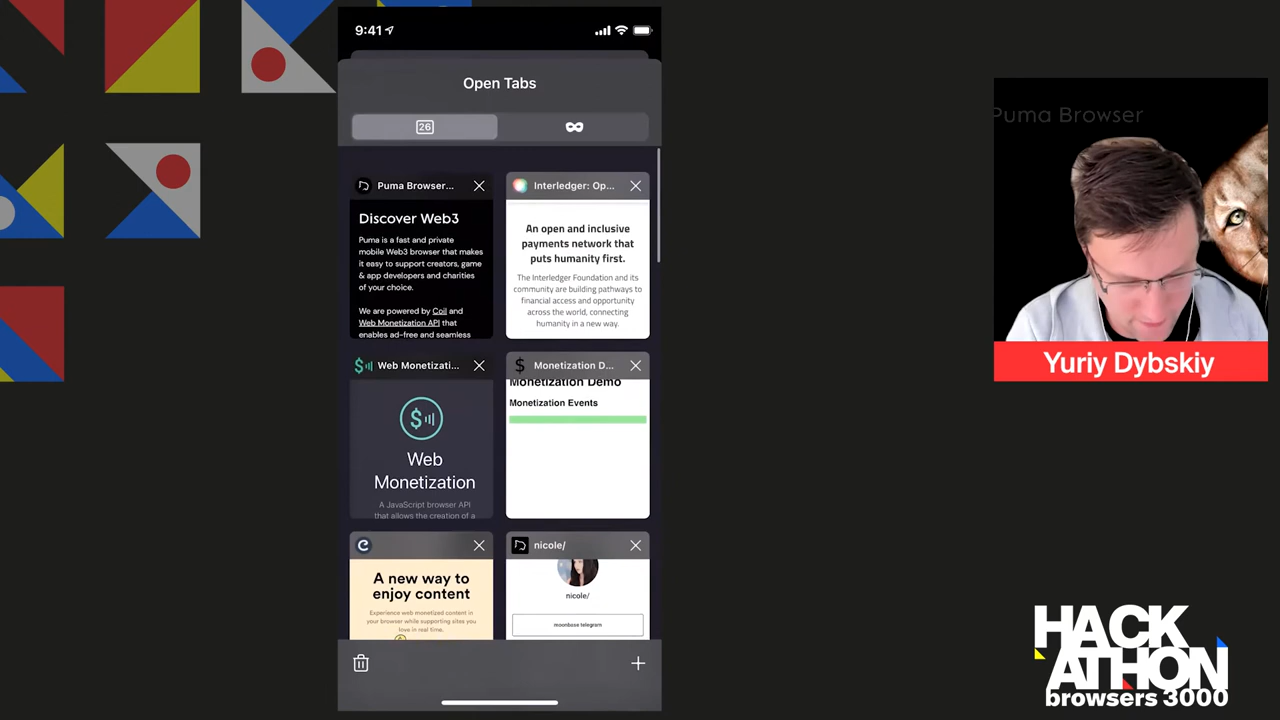 9:41
Open Tabs
26
Puma Browser...
Discover Web3
Puma is a fast and private
mobile Web3 browser that makes
it easy to support creators, game
& app developers and charities
of your choice.
We are powered by Coil and
Web Monetization API that
enables ad-free and seamless
Interledger: Op...
An open and inclusive
payments network that
puts humanity first.
The Interledger Foundation and its
community are building pathways to
financial access and opportunity
across the world, connecting
humanity in a new way.
Web Monetizati...
Web
Monetization
A JavaScript browser API
that allows the creation of a
Monetization D...
Monetization Demo
Monetization Events
A new way to
enjoy content
Experience web monetized content in
your browser while supporting sites you
love in real time.
nicole/
nicole/
moonbase telegram
Puma Browser
Yuriy Dybskiy
HACK
ATHON
browsers 3000